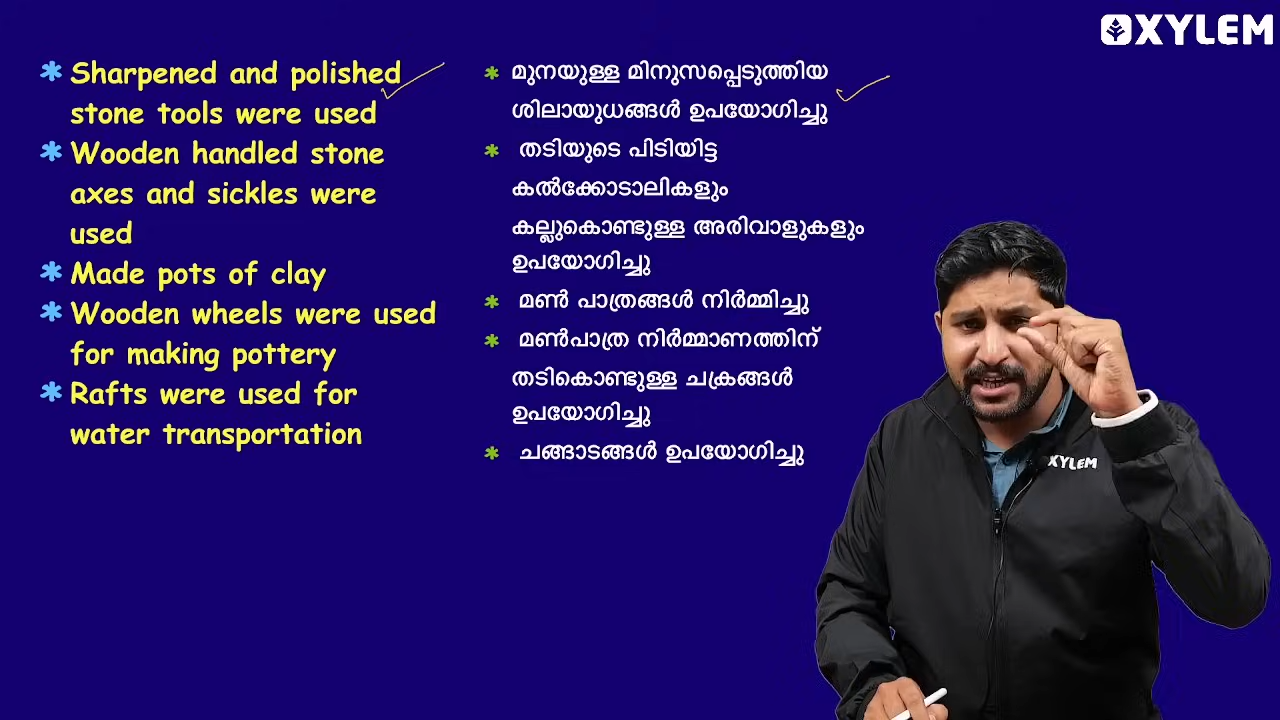 XYLEM
Sharpened and polished
stone tools were used
Wooden handled stone
axes and sickles were
used
Made pots of clay
Wooden wheels were used
for making pottery
Rafts were used for
water transportation
മുനയുള്ള മിനുസപ്പെടുത്തിയ
ശിലായുധങ്ങൾ ഉപയോഗിച്ചു
തടിയുടെ പിടിയിട്ട
കൽക്കോടാലികളും
കല്ലുകൊണ്ടുള്ള അരിവാളുകളും
ഉപയോഗിച്ചു
മൺ പാത്രങ്ങൾ നിർമ്മിച്ചു
മൺപാത്ര നിർമ്മാണത്തിന്
തടികൊണ്ടുള്ള ചക്രങ്ങൾ
ഉപയോഗിച്ചു
ചങ്ങാടങ്ങൾ ഉപയോഗിച്ചു
XYLEM